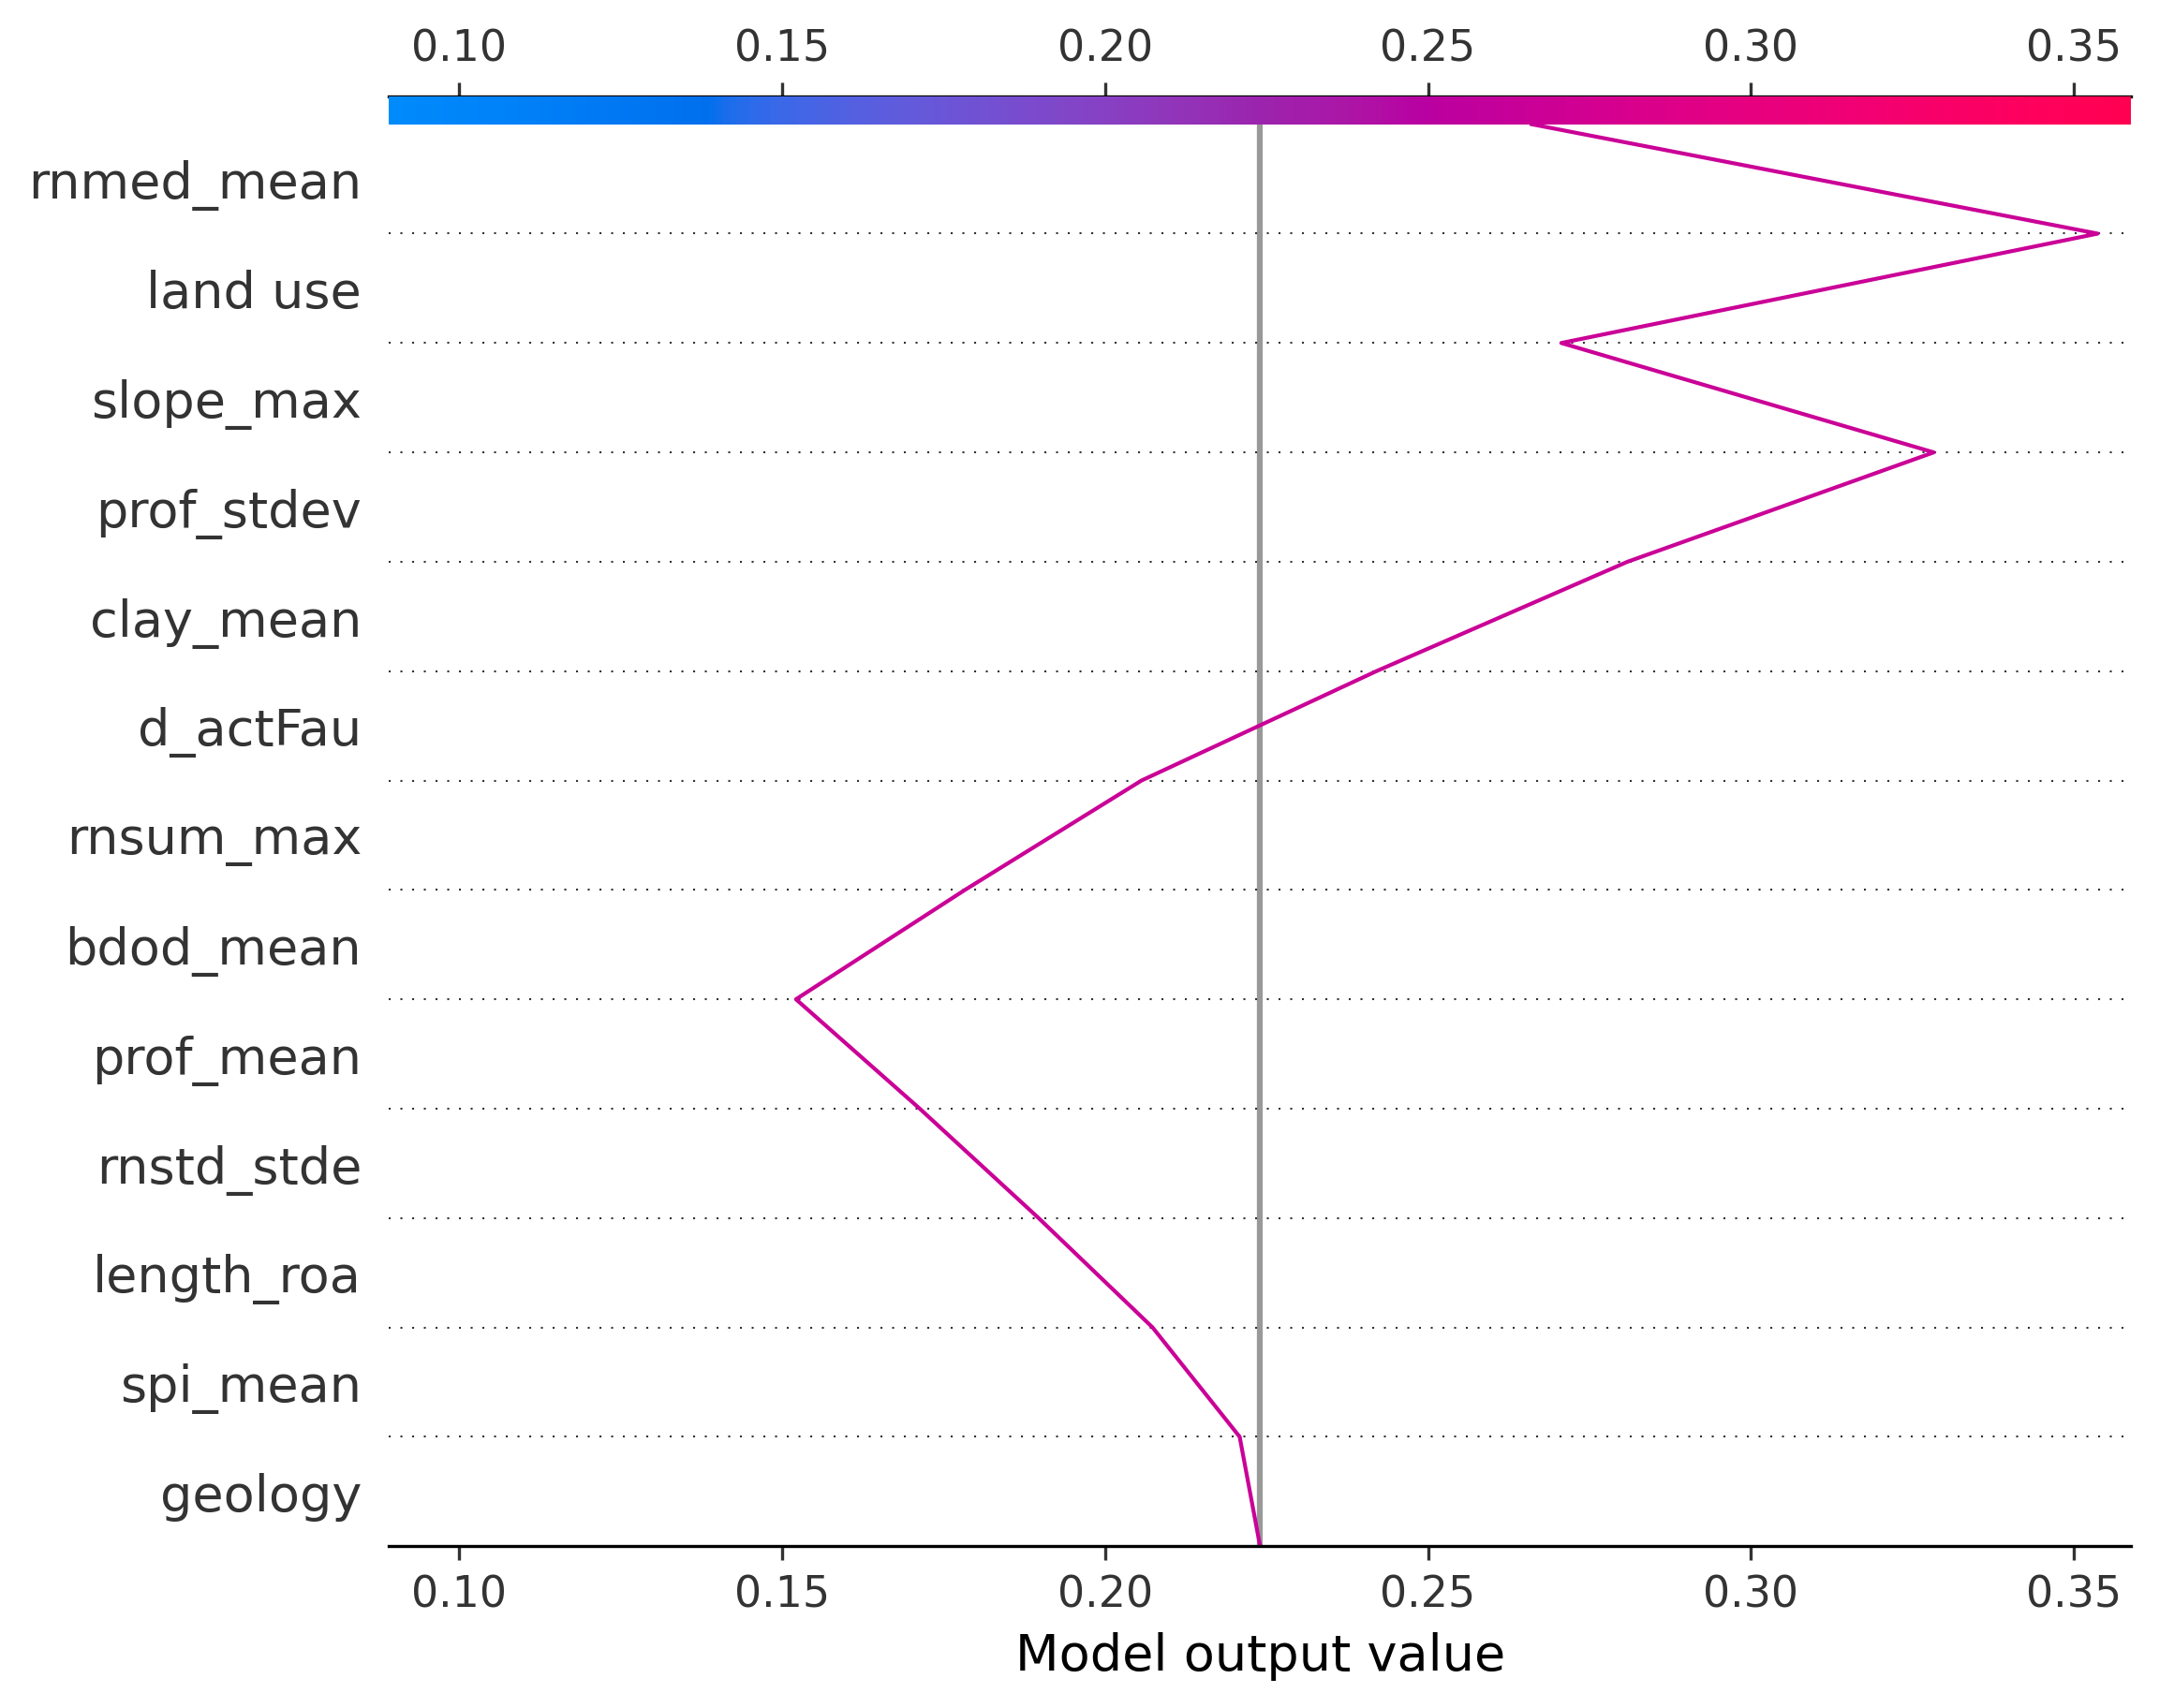 0.10 0.15 0.20 0.25 0.30 0.35
rnmed_mean
land use
slope_max
prof_stdev
clay_mean
d_actFau
rnsum_max
bdod_mean
prof_mean
rnstd_stde
length_roa
spi_mean
geology
0.10 0.15 0.20 0.25 0.30 0.35
Model output value